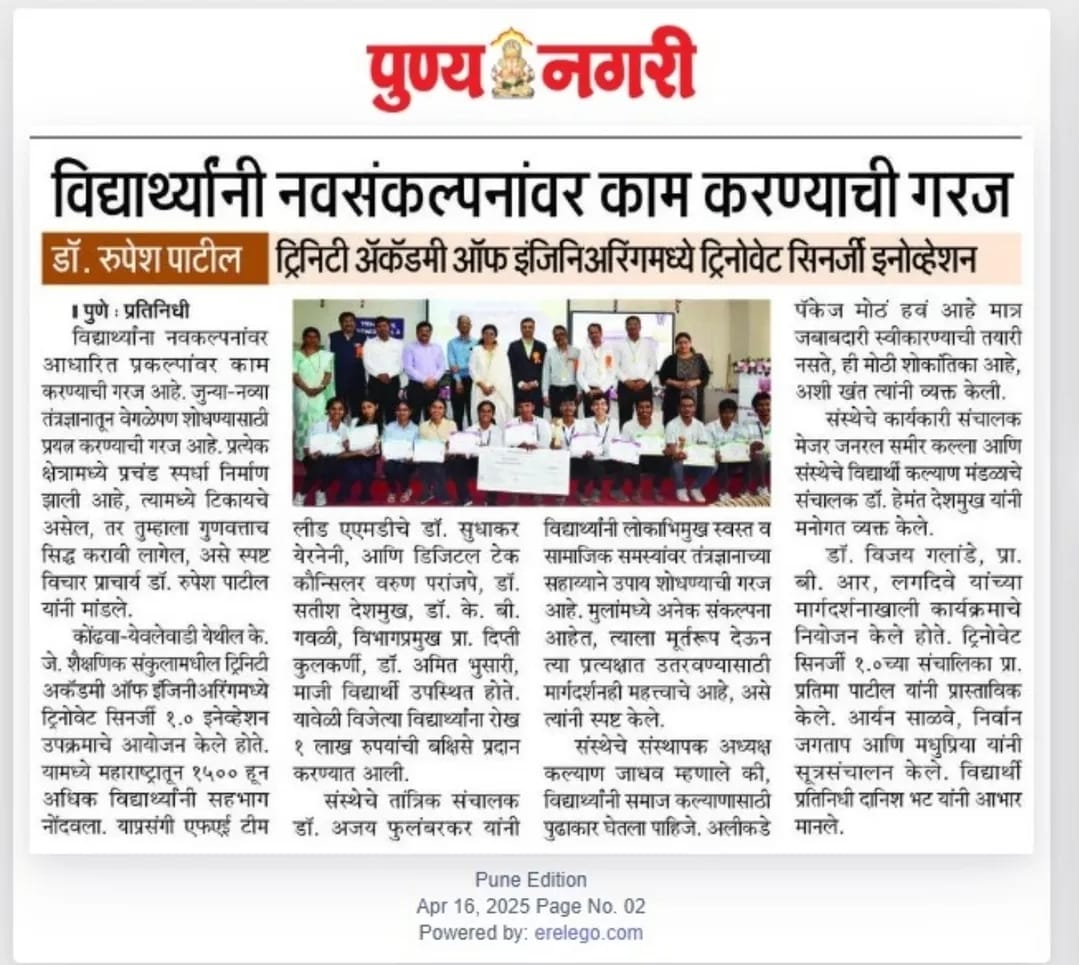 पुण्य नगरी
विद्यार्थ्यांनी नवसंकल्पनांवर काम करण्याची गरज
डॉ. रुपेश पाटील
ट्रिनिटी ॲकॅडमी ऑफ इंजिनिअरिंगमध्ये ट्रिनोवेट सिनर्जी इनोव्हेशन
पुणे : प्रतिनिधी
विद्यार्थ्यांना नवकल्पनांवर
आधारित प्रकल्पांवर काम
करण्याची गरज आहे. जुन्या-नव्या
तंत्रज्ञानातून वेगळेपण शोधण्यासाठी
प्रयत्न करण्याची गरज आहे. प्रत्येक
क्षेत्रामध्ये प्रचंड स्पर्धा निर्माण
झाली आहे, त्यामध्ये टिकायचे
असेल, तर तुम्हाला गुणवत्ताच
सिद्ध करावी लागेल, असे स्पष्ट
विचार प्राचार्य डॉ. रुपेश पाटील
यांनी मांडले.
कोंढवा-येवलेवाडी येथील के.
जे. शैक्षणिक संकुलामधील ट्रिनिटी
अकॅडमी ऑफ इंजिनीअरिंगमध्ये
ट्रिनोवेट सिनर्जी १.० इनेव्हेशन
उपक्रमाचे आयोजन केले होते.
यामध्ये महाराष्ट्रातून १५०० हून
अधिक विद्यार्थ्यांनी सहभाग
नोंदवला. याप्रसंगी एफएई टीम
लीड एएमडीचे डॉ. सुधाकर
येरनेनी, आणि डिजिटल टेक
कौन्सिलर वरुण परांजपे, डॉ.
सतीश देशमुख, डॉ. के. बी.
गवळी, विभागप्रमुख प्रा. दिप्ती
कुलकर्णी, डॉ. अमित भुसारी,
माजी विद्यार्थी उपस्थित होते.
यावेळी विजेत्या विद्यार्थ्यांना रोख
१ लाख रुपयांची बक्षिसे प्रदान
करण्यात आली.
संस्थेचे तांत्रिक संचालक
डॉ. अजय फुलंबरकर यांनी
विद्यार्थ्यांनी लोकाभिमुख स्वस्त व
सामाजिक समस्यांवर तंत्रज्ञानाच्या
सहाय्याने उपाय शोधण्याची गरज
आहे. मुलांमध्ये अनेक संकल्पना
आहेत, त्याला मूर्तरूप देऊन
त्या प्रत्यक्षात उतरवण्यासाठी
मार्गदर्शनही महत्त्वाचे आहे, असे
त्यांनी स्पष्ट केले.
संस्थेचे संस्थापक अध्यक्ष
कल्याण जाधव म्हणाले की,
विद्यार्थ्यांनी समाज कल्याणासाठी
पुढाकार घेतला पाहिजे. अलीकडे
पॅकेज मोठं हवं आहे मात्र
जबाबदारी स्वीकारण्याची तयारी
नसते, ही मोठी शोकांतिका आहे,
अशी खंत त्यांनी व्यक्त केली.
संस्थेचे कार्यकारी संचालक
मेजर जनरल समीर कल्ला आणि
संस्थेचे विद्यार्थी कल्याण मंडळाचे
संचालक डॉ. हेमंत देशमुख यांनी
मनोगत व्यक्त केले.
डॉ. विजय गलांडे, प्रा.
बी. आर, लगदिवे यांच्या
मार्गदर्शनाखाली कार्यक्रमाचे
नियोजन केले होते. ट्रिनोवेट
सिनर्जी १.०च्या संचालिका प्रा.
प्रतिमा पाटील यांनी प्रास्ताविक
केले. आर्यन साळवे, निर्वान
जगताप आणि मधुप्रिया यांनी
सूत्रसंचालन केले. विद्यार्थी
प्रतिनिधी दानिश भट यांनी आभार
मानले.
Pune Edition
Apr 16, 2025 Page No. 02
Powered by: erelego.com